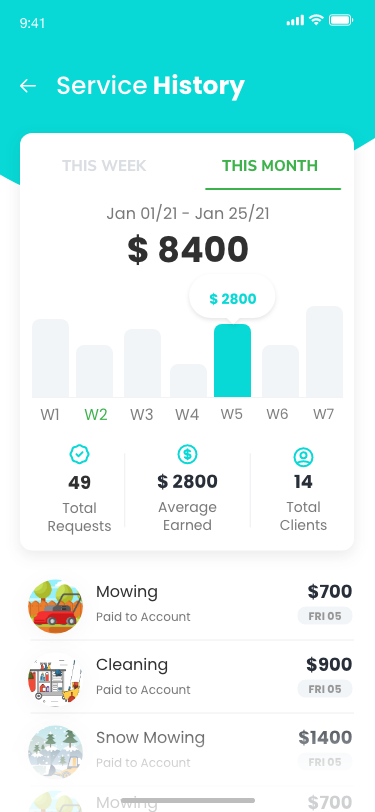 9:41
Service History
THIS WEEK THIS MONTH
Jan 01/21 - Jan 25/21
$ 8400
$ 2800
W1 W2 W3 W4 W5 W6 W7
49 $ 2800 14
Total Average Total
Requests Earned Clients
Mowing $700
Paid to Account FRI 05
Cleaning $900
Paid to Account FRI 05
Snow Mowing $1400
Paid to Account FRI 05
Mowing $700